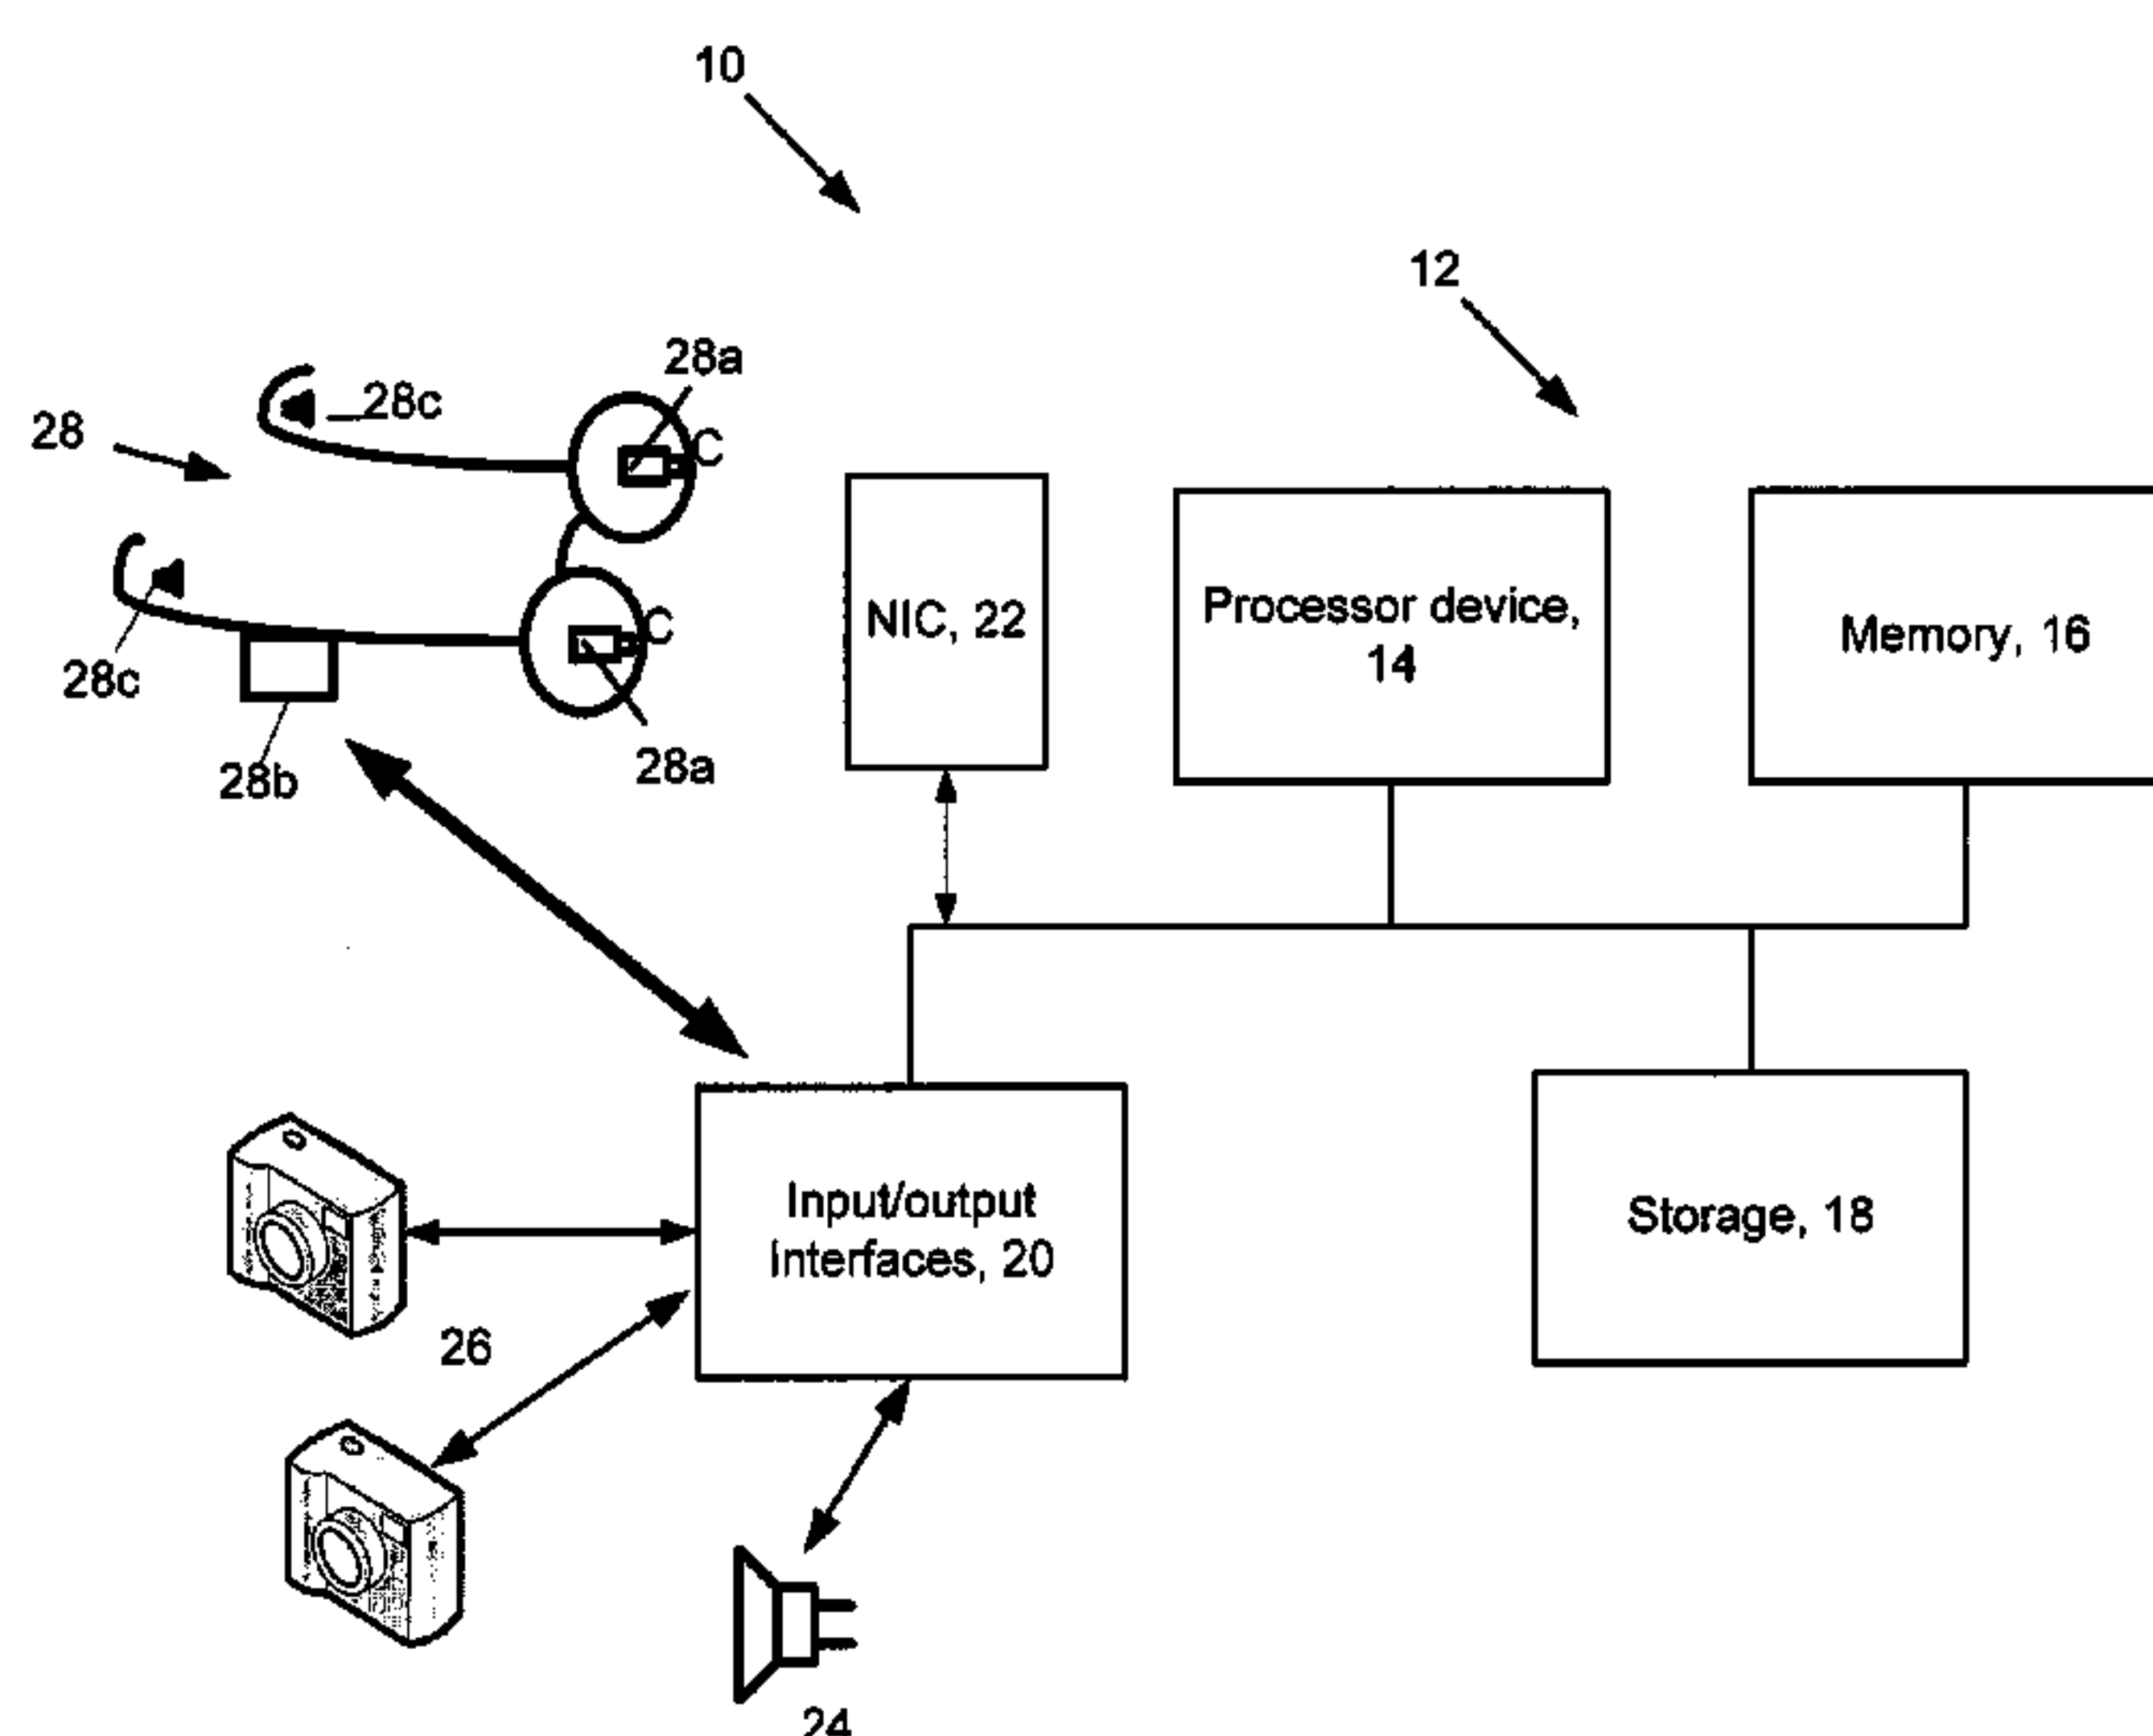 10
12
28a
28c
28
C
NIC, 22
Processor device,
14
Memory, 16
C
28c
28b
28a
Input/output
interfaces, 20
Storage, 18
26
24